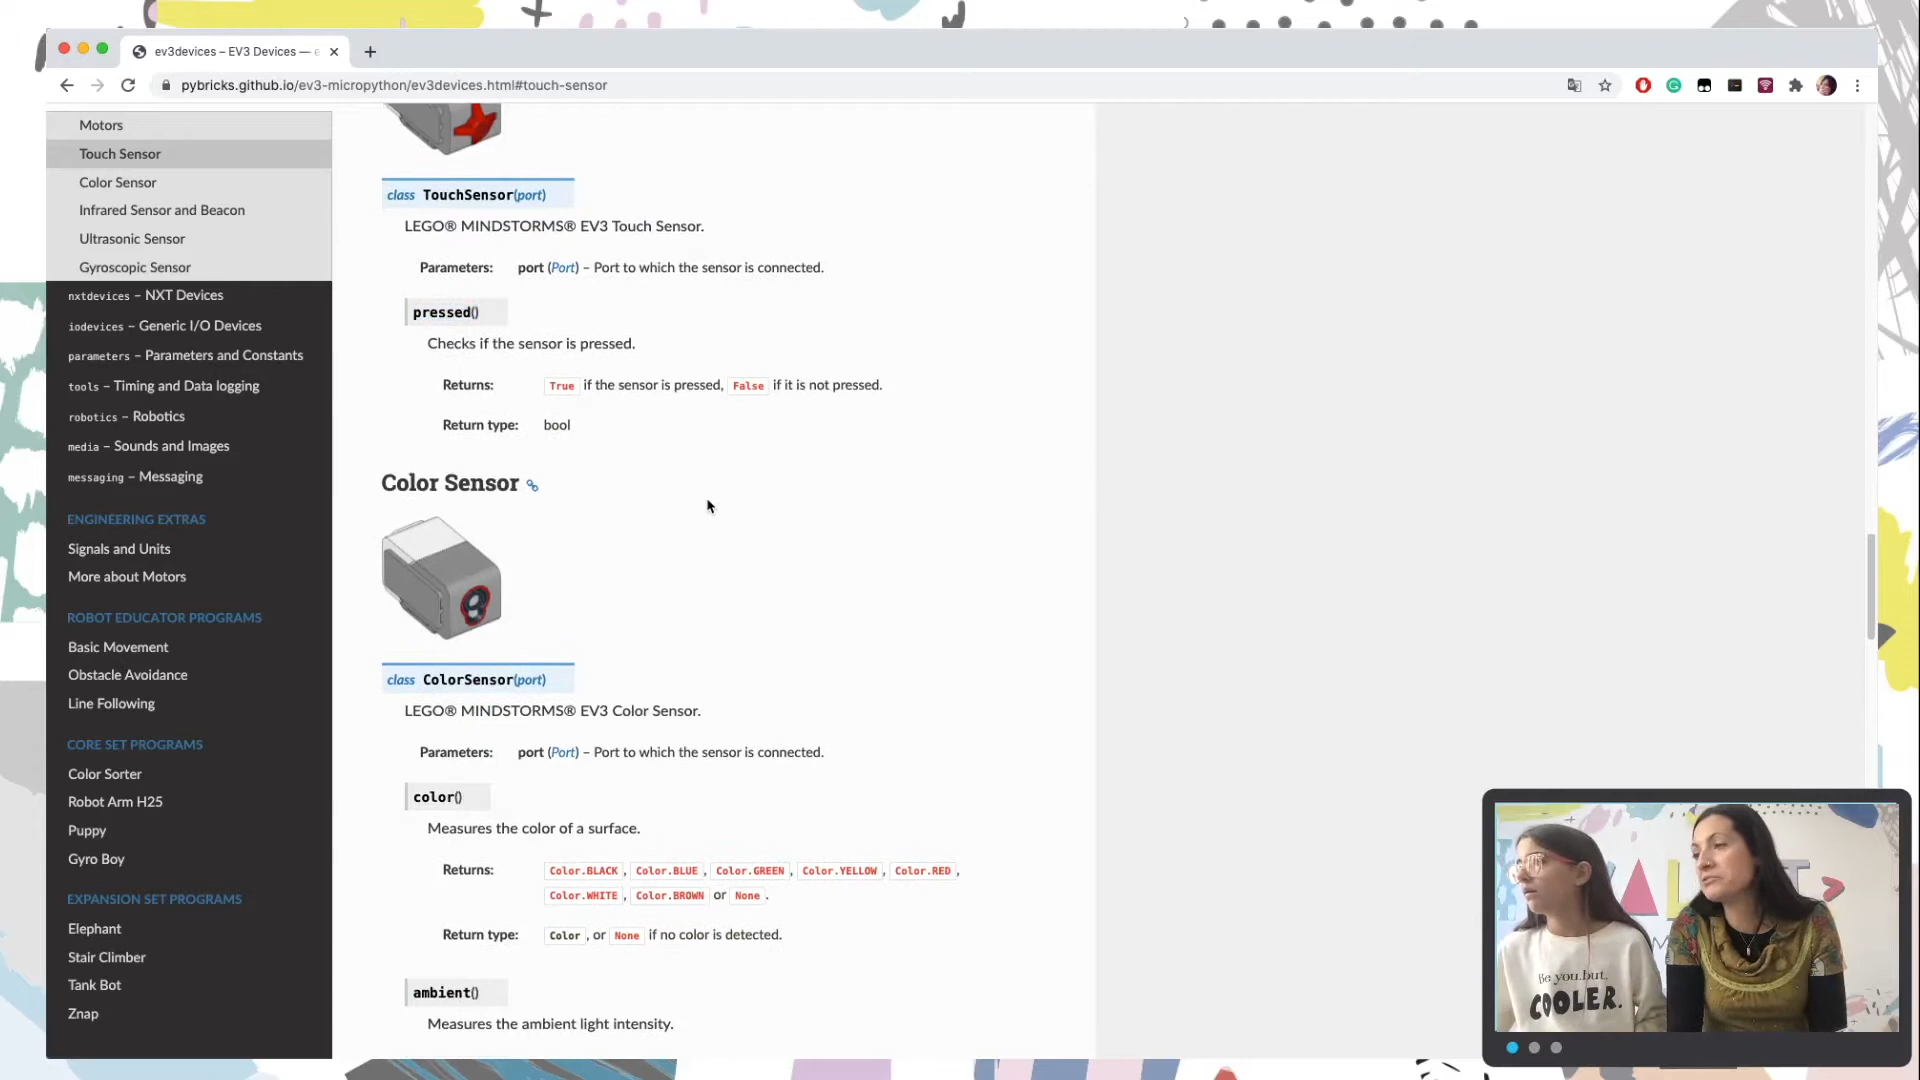 ev3devices – EV3 Devices — e
pybricks.github.io/ev3-micropython/ev3devices.html#touch-sensor
Motors
Touch Sensor
Color Sensor
Infrared Sensor and Beacon
Ultrasonic Sensor
Gyroscopic Sensor
nxtdevices – NXT Devices
iodevices – Generic I/O Devices
parameters – Parameters and Constants
tools – Timing and Data logging
robotics – Robotics
media – Sounds and Images
messaging – Messaging
ENGINEERING EXTRAS
Signals and Units
More about Motors
ROBOT EDUCATOR PROGRAMS
Basic Movement
Obstacle Avoidance
Line Following
CORE SET PROGRAMS
Color Sorter
Robot Arm H25
Puppy
Gyro Boy
EXPANSION SET PROGRAMS
Elephant
Stair Climber
Tank Bot
Znap
class TouchSensor(port)
LEGO® MINDSTORMS® EV3 Touch Sensor.
Parameters: port (Port) – Port to which the sensor is connected.
pressed()
Checks if the sensor is pressed.
Returns: True if the sensor is pressed, False if it is not pressed.
Return type: bool
Color Sensor
class ColorSensor(port)
LEGO® MINDSTORMS® EV3 Color Sensor.
Parameters: port (Port) – Port to which the sensor is connected.
color()
Measures the color of a surface.
Returns: Color.BLACK, Color.BLUE, Color.GREEN, Color.YELLOW, Color.RED,
Color.WHITE, Color.BROWN or None.
Return type: Color, or None if no color is detected.
ambient()
Measures the ambient light intensity.
Be you.but.
COOLER.